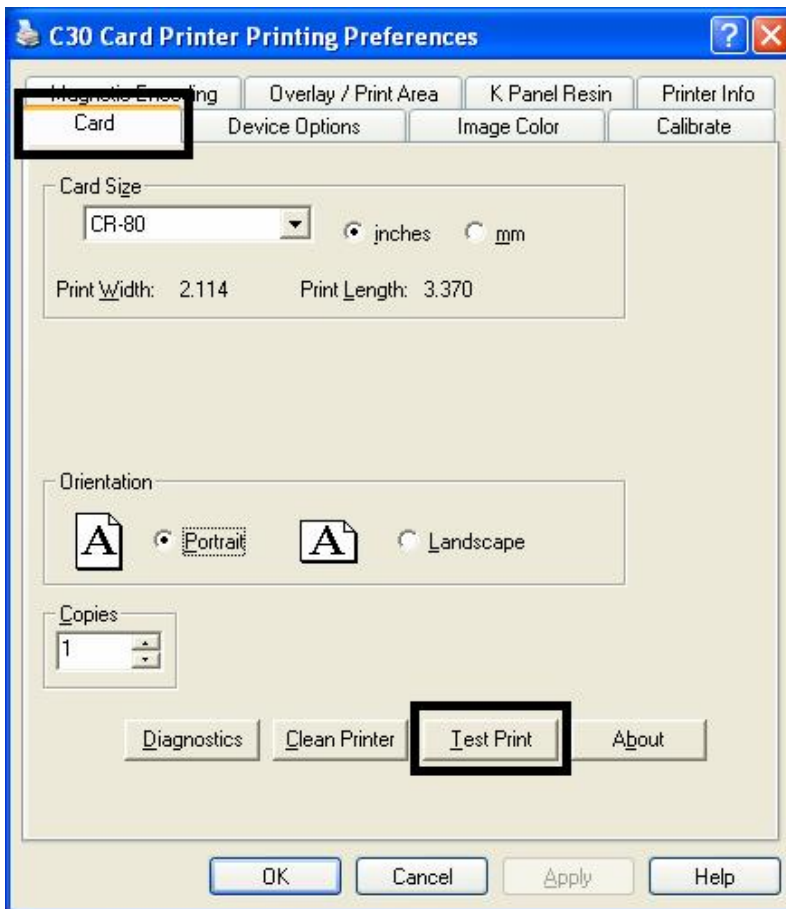 C30 Card Printer Printing Preferences
Magnetic Encoding Overlay / Print Area K Panel Resin Printer Info
Card Device Options Image Color Calibrate
Card Size
CR-80 inches mm
Print Width: 2.114 Print Length: 3.370
Orientation
A Portrait A Landscape
Copies
1
Diagnostics Clean Printer Test Print About
OK Cancel Apply Help